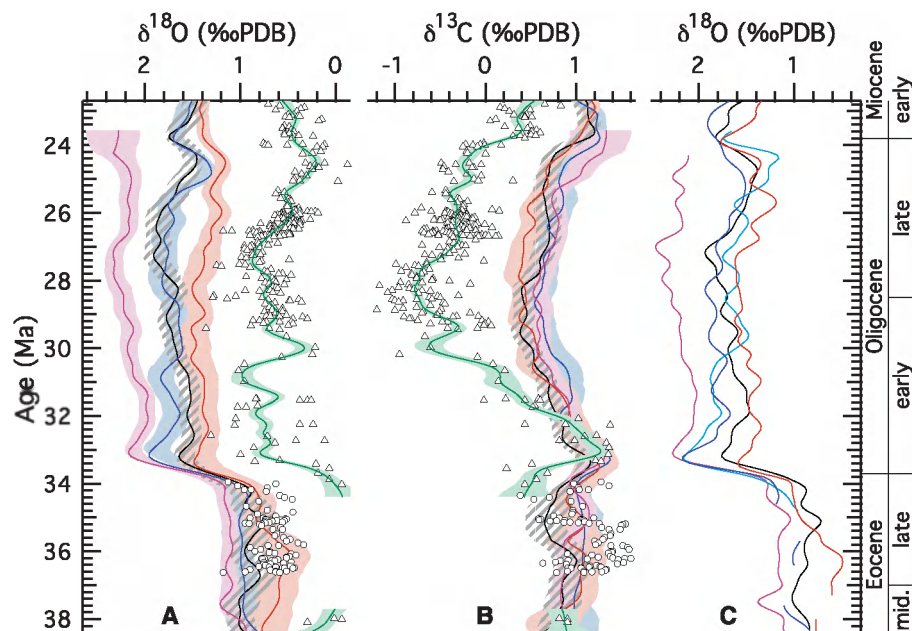 δ¹⁸O (‰PDB)
δ¹³C (‰PDB)
δ¹⁸O (‰PDB)
2 1 0
-1 0 1
2 1
Age (Ma)
24
26
28
30
32
34
36
38
A
B
C
Miocene
early
Oligocene
late
early
Eocene
late
mid.